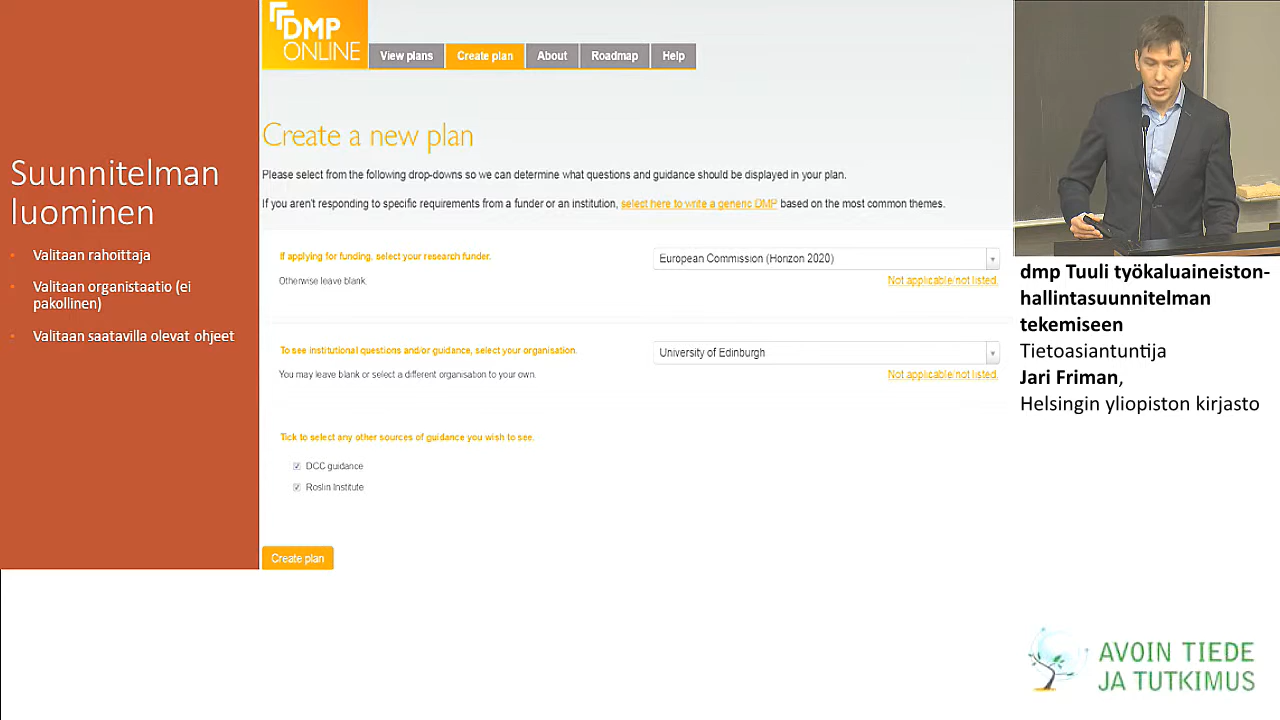 Suunnitelman
luominen
• Valitaan rahoittaja
• Valitaan organistaatio (ei
pakollinen)
• Valitaan saatavilla olevat ohjeet
DMP
ONLINE
View plans
Create plan
About
Roadmap
Help
Create a new plan
Please select from the following drop-downs so we can determine what questions and guidance should be displayed in your plan.
If you aren't responding to specific requirements from a funder or an institution, select here to write a generic DMP based on the most common themes.
If applying for funding, select your research funder.
Otherwise leave blank.
European Commission (Horizon 2020)
Not applicable/not listed.
To see institutional questions and/or guidance, select your organisation.
You may leave blank or select a different organisation to your own.
University of Edinburgh
Not applicable/not listed.
Tick to select any other sources of guidance you wish to see.
DCC guidance
Roslin Institute
Create plan
dmp Tuuli työkaluaineiston-
hallintasuunnitelman
tekemiseen
Tietoasiantuntija
Jari Friman,
Helsingin yliopiston kirjasto
AVOIN TIEDE
JA TUTKIMUS